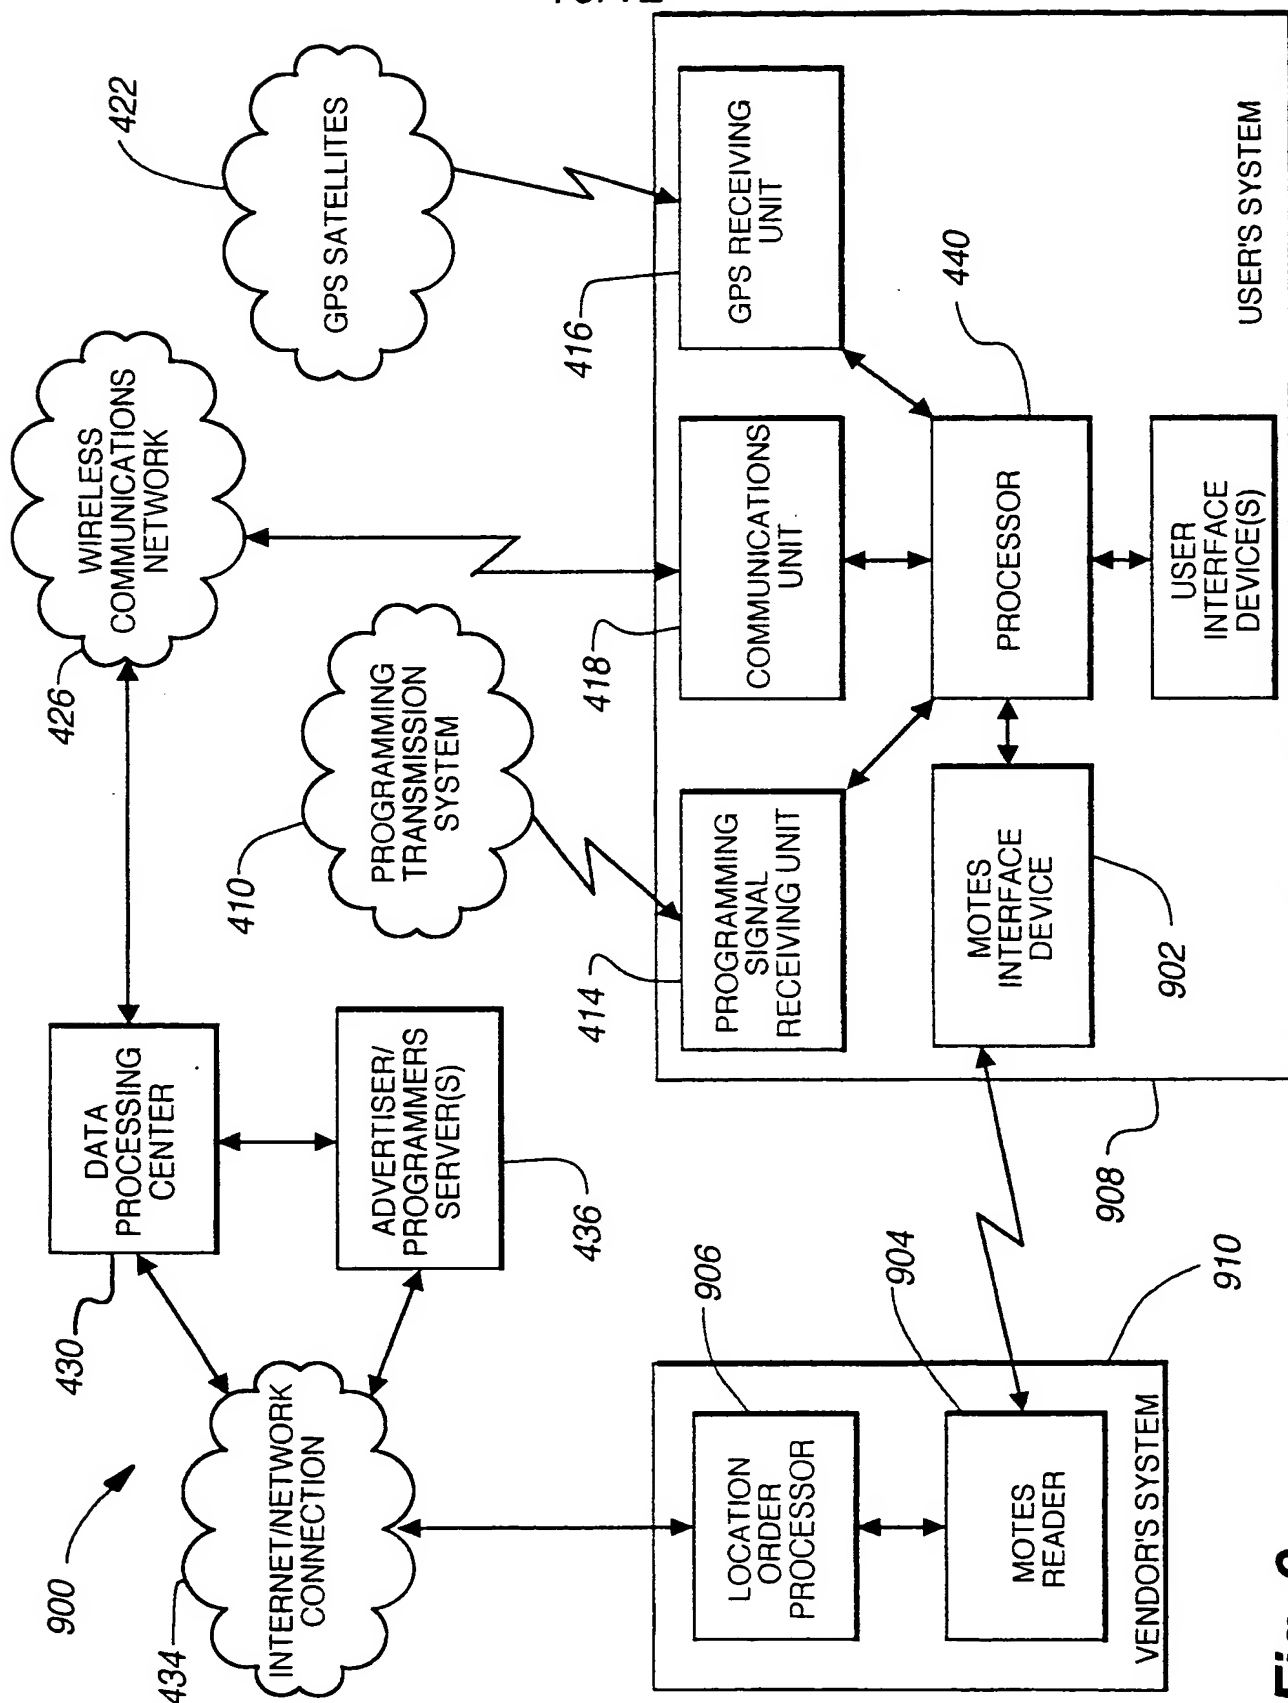 900
434
INTERNET/NETWORK
CONNECTION
430
DATA
PROCESSING
CENTER
ADVERTISER/
PROGRAMMERS
SERVER(S)
436
426
WIRELESS
COMMUNICATIONS
NETWORK
410
PROGRAMMING
TRANSMISSION
SYSTEM
422
GPS SATELLITES
906
LOCATION
ORDER
PROCESSOR
904
MOTES
READER
VENDOR'S SYSTEM
910
908
414
PROGRAMMING
SIGNAL
RECEIVING UNIT
418
COMMUNICATIONS
UNIT
416
GPS RECEIVING
UNIT
MOTES
INTERFACE
DEVICE
902
PROCESSOR
440
USER
INTERFACE
DEVICE(S)
USER'S SYSTEM